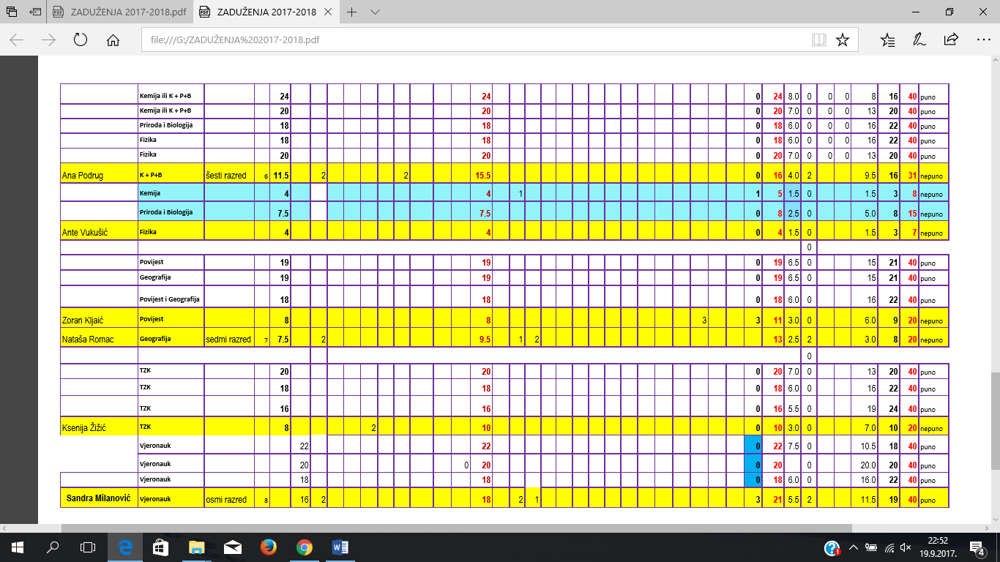 ZADUŽENJA 2017-2018.pdf
ZADUŽENJA 2017-2018
file:///G:/ZADUŽENJA%202017-2018.pdf
Kemija ili K + P+B 24 24 0 24 8.0 0 0 0 8 16 40 puno
Kemija ili K + P+B 20 20 0 20 7.0 0 0 0 13 20 40 puno
Priroda i Biologija 18 18 0 18 6.0 0 0 0 16 22 40 puno
Fizika 18 18 0 18 6.0 0 0 0 16 22 40 puno
Fizika 20 20 0 20 7.0 0 0 0 13 20 40 puno
Ana Podrug K + P+B šesti razred 6 11.5 2 2 15.5 0 16 4.0 2 9.5 16 31 nepuno
Kemija 4 4 1 1 5 1.5 0 1.5 3 8 nepuno
Priroda i Biologija 7.5 7.5 0 8 2.5 0 5.0 8 15 nepuno
Ante Vukušić Fizika 4 4 0 4 1.5 0 1.5 3 7 nepuno
0
Povijest 19 19 0 19 6.5 0 15 21 40 puno
Geografija 19 19 0 19 6.5 0 15 21 40 puno
Povijest i Geografija 18 18 0 18 6.0 0 16 22 40 puno
Zoran Kljaić Povijest 8 8 3 3 11 3.0 0 6.0 9 20 nepuno
Nataša Romac Geografija sedmi razred 7 7.5 2 9.5 1 2 13 2.5 2 3.0 8 20 nepuno
0
TZK 20 20 0 20 7.0 0 13 20 40 puno
TZK 18 18 0 18 6.0 0 16 22 40 puno
TZK 16 16 0 16 5.5 0 19 24 40 puno
Ksenija Žižić TZK 8 2 10 0 10 3.0 0 7.0 10 20 nepuno
Vjeronauk 22 22 0 22 7.5 0 10.5 18 40 puno
Vjeronauk 20 0 20 0 20 0 20.0 20 40 puno
Vjeronauk 18 18 0 18 6.0 0 16.0 22 40 puno
Sandra Milanović Vjeronauk osmi razred 8 16 2 18 2 1 3 21 5.5 2 11.5 19 40 puno
22:52
19.9.2017.
4